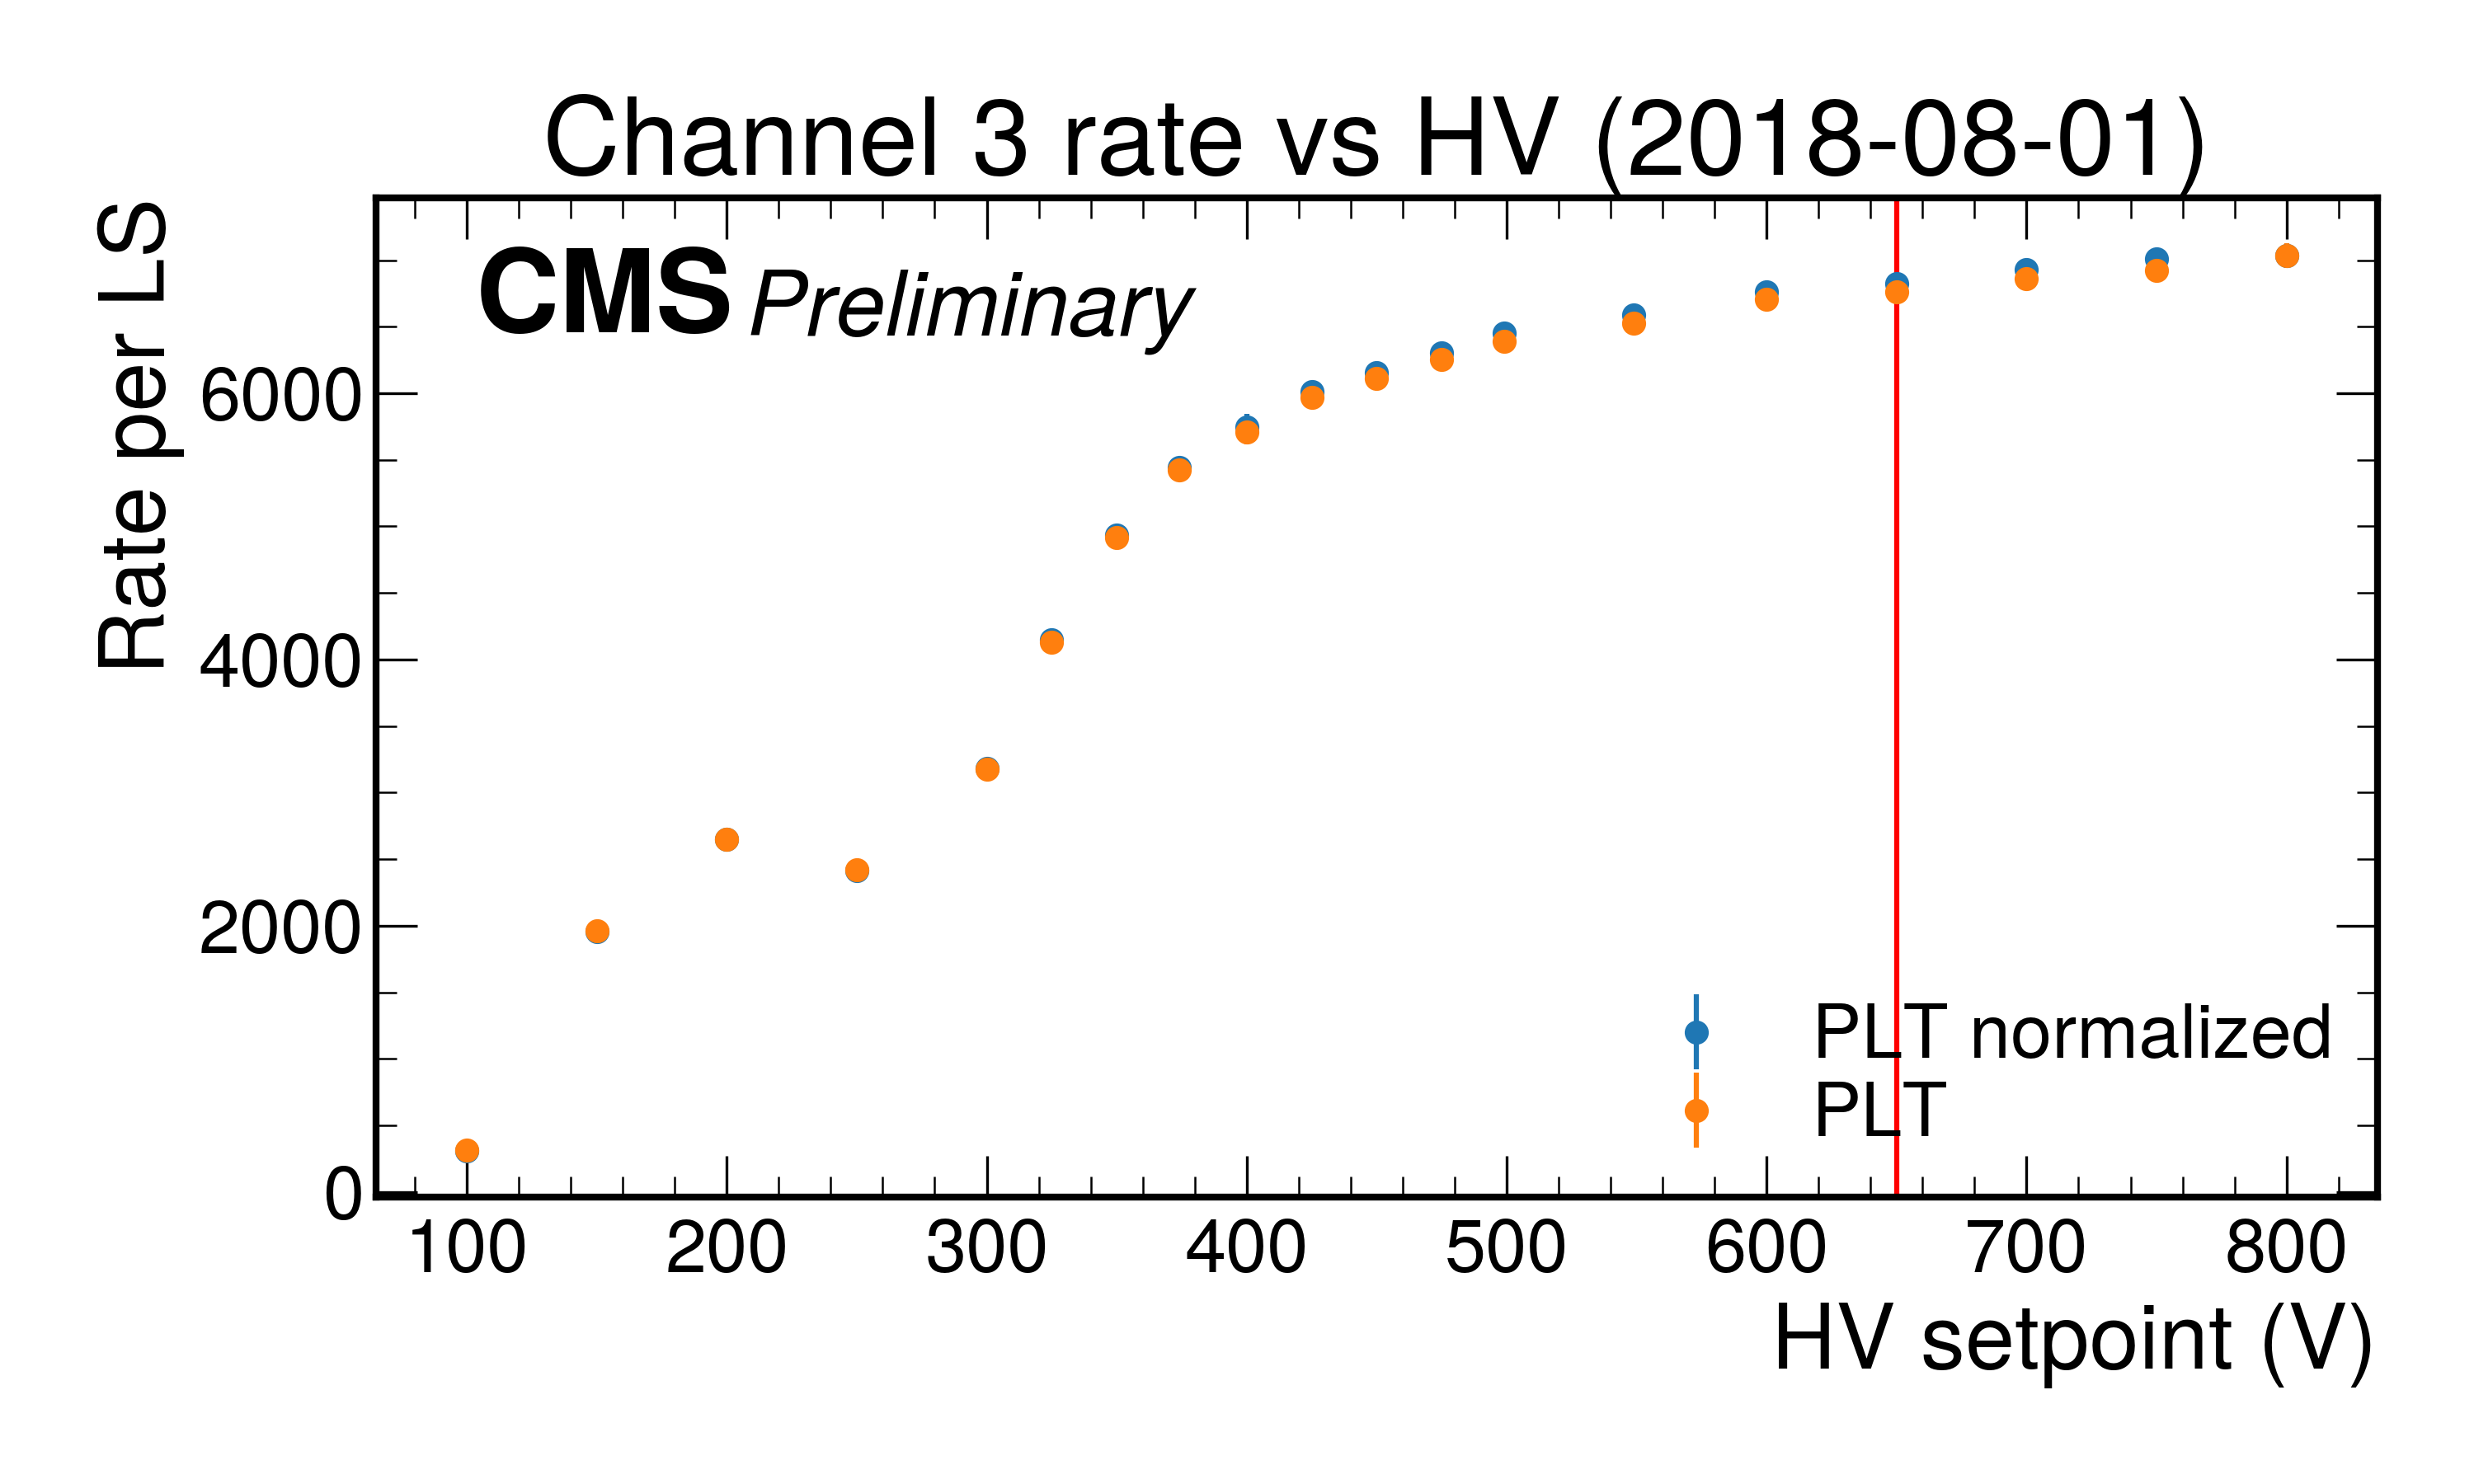 Channel 3 rate vs HV (2018-08-01)
CMS Preliminary
Rate per LS
6000
4000
2000
0
PLT normalized
PLT
100 200 300 400 500 600 700 800
HV setpoint (V)